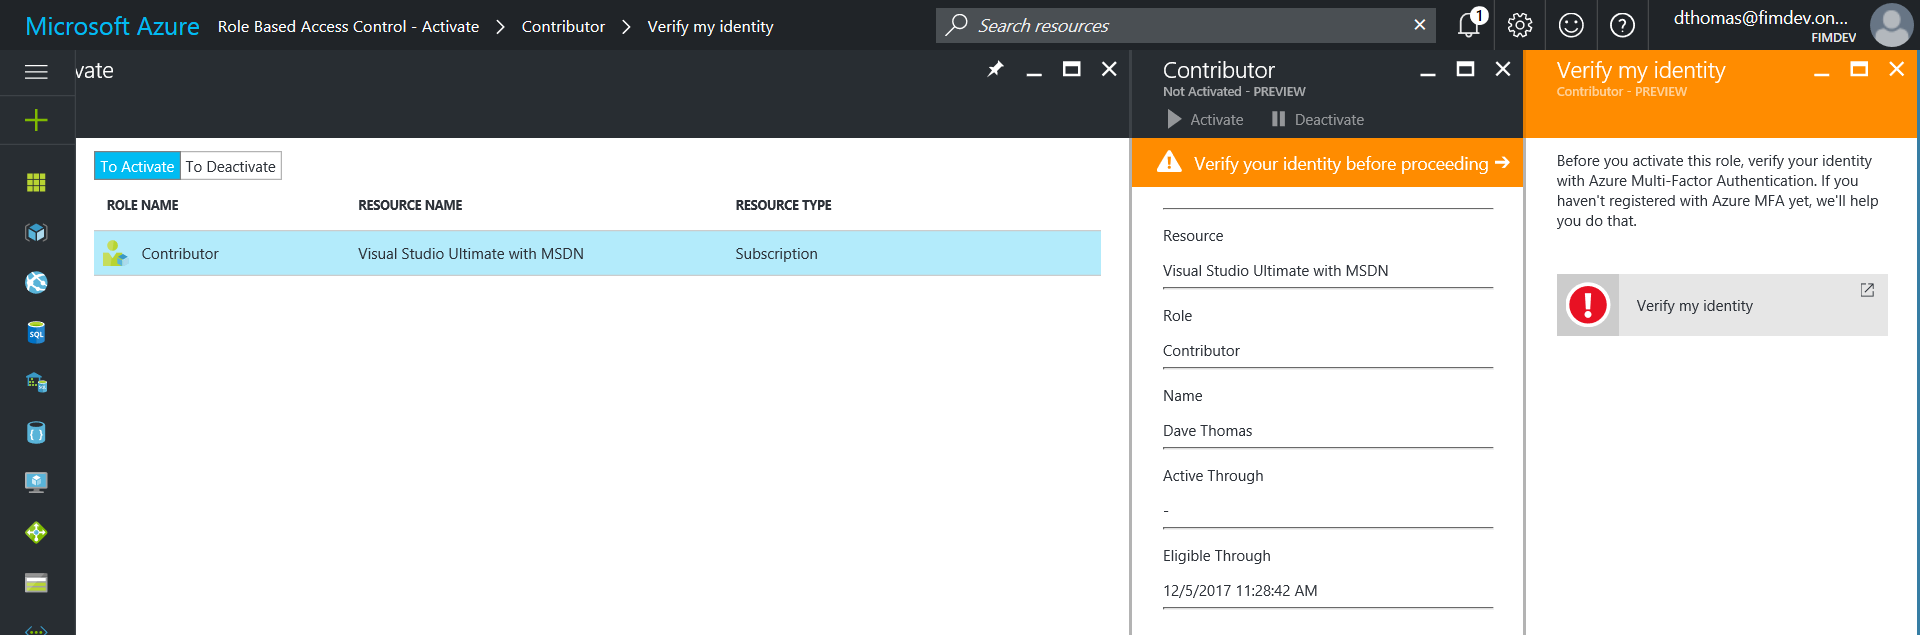 Microsoft Azure Role Based Access Control - Activate > Contributor > Verify my identity
Search resources
1
dthomas@fimdev.on...
FIMDEV
vate
To Activate To Deactivate
ROLE NAME RESOURCE NAME RESOURCE TYPE
Contributor Visual Studio Ultimate with MSDN Subscription
Contributor
Not Activated - PREVIEW
Activate Deactivate
Verify your identity before proceeding →
Resource
Visual Studio Ultimate with MSDN
Role
Contributor
Name
Dave Thomas
Active Through
-
Eligible Through
12/5/2017 11:28:42 AM
Verify my identity
Contributor - PREVIEW
Before you activate this role, verify your identity
with Azure Multi-Factor Authentication. If you
haven't registered with Azure MFA yet, we'll help
you do that.
Verify my identity
SQL